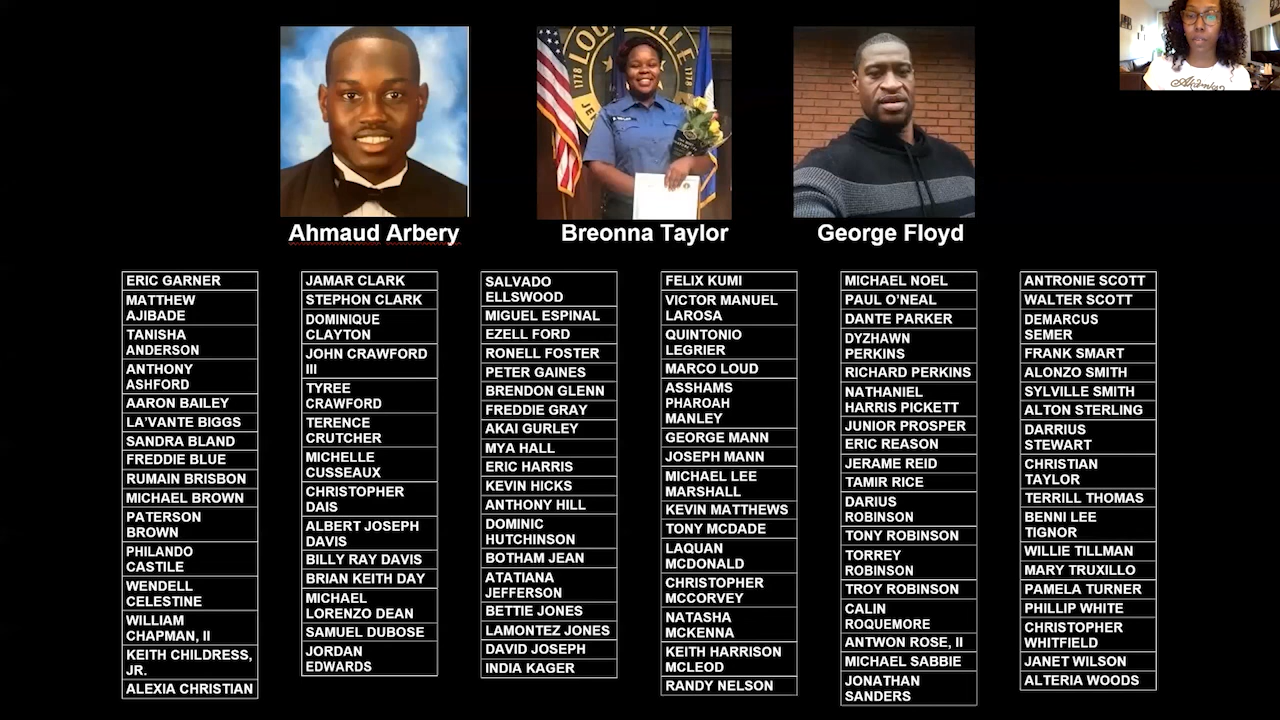 LOUISVILLE
1778
1778
Ahmaud Arbery
Breonna Taylor
George Floyd
ERIC GARNER
MATTHEW
AJIBADE
TANISHA
ANDERSON
ANTHONY
ASHFORD
AARON BAILEY
LA'VANTE BIGGS
SANDRA BLAND
FREDDIE BLUE
RUMAIN BRISBON
MICHAEL BROWN
PATERSON
BROWN
PHILANDO
CASTILE
WENDELL
CELESTINE
WILLIAM
CHAPMAN, II
KEITH CHILDRESS,
JR.
ALEXIA CHRISTIAN
JAMAR CLARK
STEPHON CLARK
DOMINIQUE
CLAYTON
JOHN CRAWFORD
III
TYREE
CRAWFORD
TERENCE
CRUTCHER
MICHELLE
CUSSEAUX
CHRISTOPHER
DAIS
ALBERT JOSEPH
DAVIS
BILLY RAY DAVIS
BRIAN KEITH DAY
MICHAEL
LORENZO DEAN
SAMUEL DUBOSE
JORDAN
EDWARDS
SALVADO
ELLSWOOD
MIGUEL ESPINAL
EZELL FORD
RONELL FOSTER
PETER GAINES
BRENDON GLENN
FREDDIE GRAY
AKAI GURLEY
MYA HALL
ERIC HARRIS
KEVIN HICKS
ANTHONY HILL
DOMINIC
HUTCHINSON
BOTHAM JEAN
ATATIANA
JEFFERSON
BETTIE JONES
LAMONTEZ JONES
DAVID JOSEPH
INDIA KAGER
FELIX KUMI
VICTOR MANUEL
LAROSA
QUINTONIO
LEGRIER
MARCO LOUD
ASSHAMS
PHAROAH
MANLEY
GEORGE MANN
JOSEPH MANN
MICHAEL LEE
MARSHALL
KEVIN MATTHEWS
TONY MCDADE
LAQUAN
MCDONALD
CHRISTOPHER
MCCORVEY
NATASHA
MCKENNA
KEITH HARRISON
MCLEOD
RANDY NELSON
MICHAEL NOEL
PAUL O'NEAL
DANTE PARKER
DYZHAWN
PERKINS
RICHARD PERKINS
NATHANIEL
HARRIS PICKETT
JUNIOR PROSPER
ERIC REASON
JERAME REID
TAMIR RICE
DARIUS
ROBINSON
TONY ROBINSON
TORREY
ROBINSON
TROY ROBINSON
CALIN
ROQUEMORE
ANTWON ROSE, II
MICHAEL SABBIE
JONATHAN
SANDERS
ANTRONIE SCOTT
WALTER SCOTT
DEMARCUS
SEMER
FRANK SMART
ALONZO SMITH
SYLVILLE SMITH
ALTON STERLING
DARRIUS
STEWART
CHRISTIAN
TAYLOR
TERRILL THOMAS
BENNI LEE
TIGNOR
WILLIE TILLMAN
MARY TRUXILLO
PAMELA TURNER
PHILLIP WHITE
CHRISTOPHER
WHITFIELD
JANET WILSON
ALTERIA WOODS